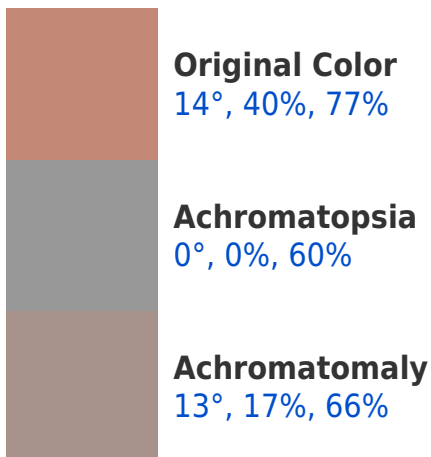 Original Color
14°, 40%, 77%
Achromatopsia
0°, 0%, 60%
Achromatomaly
13°, 17%, 66%